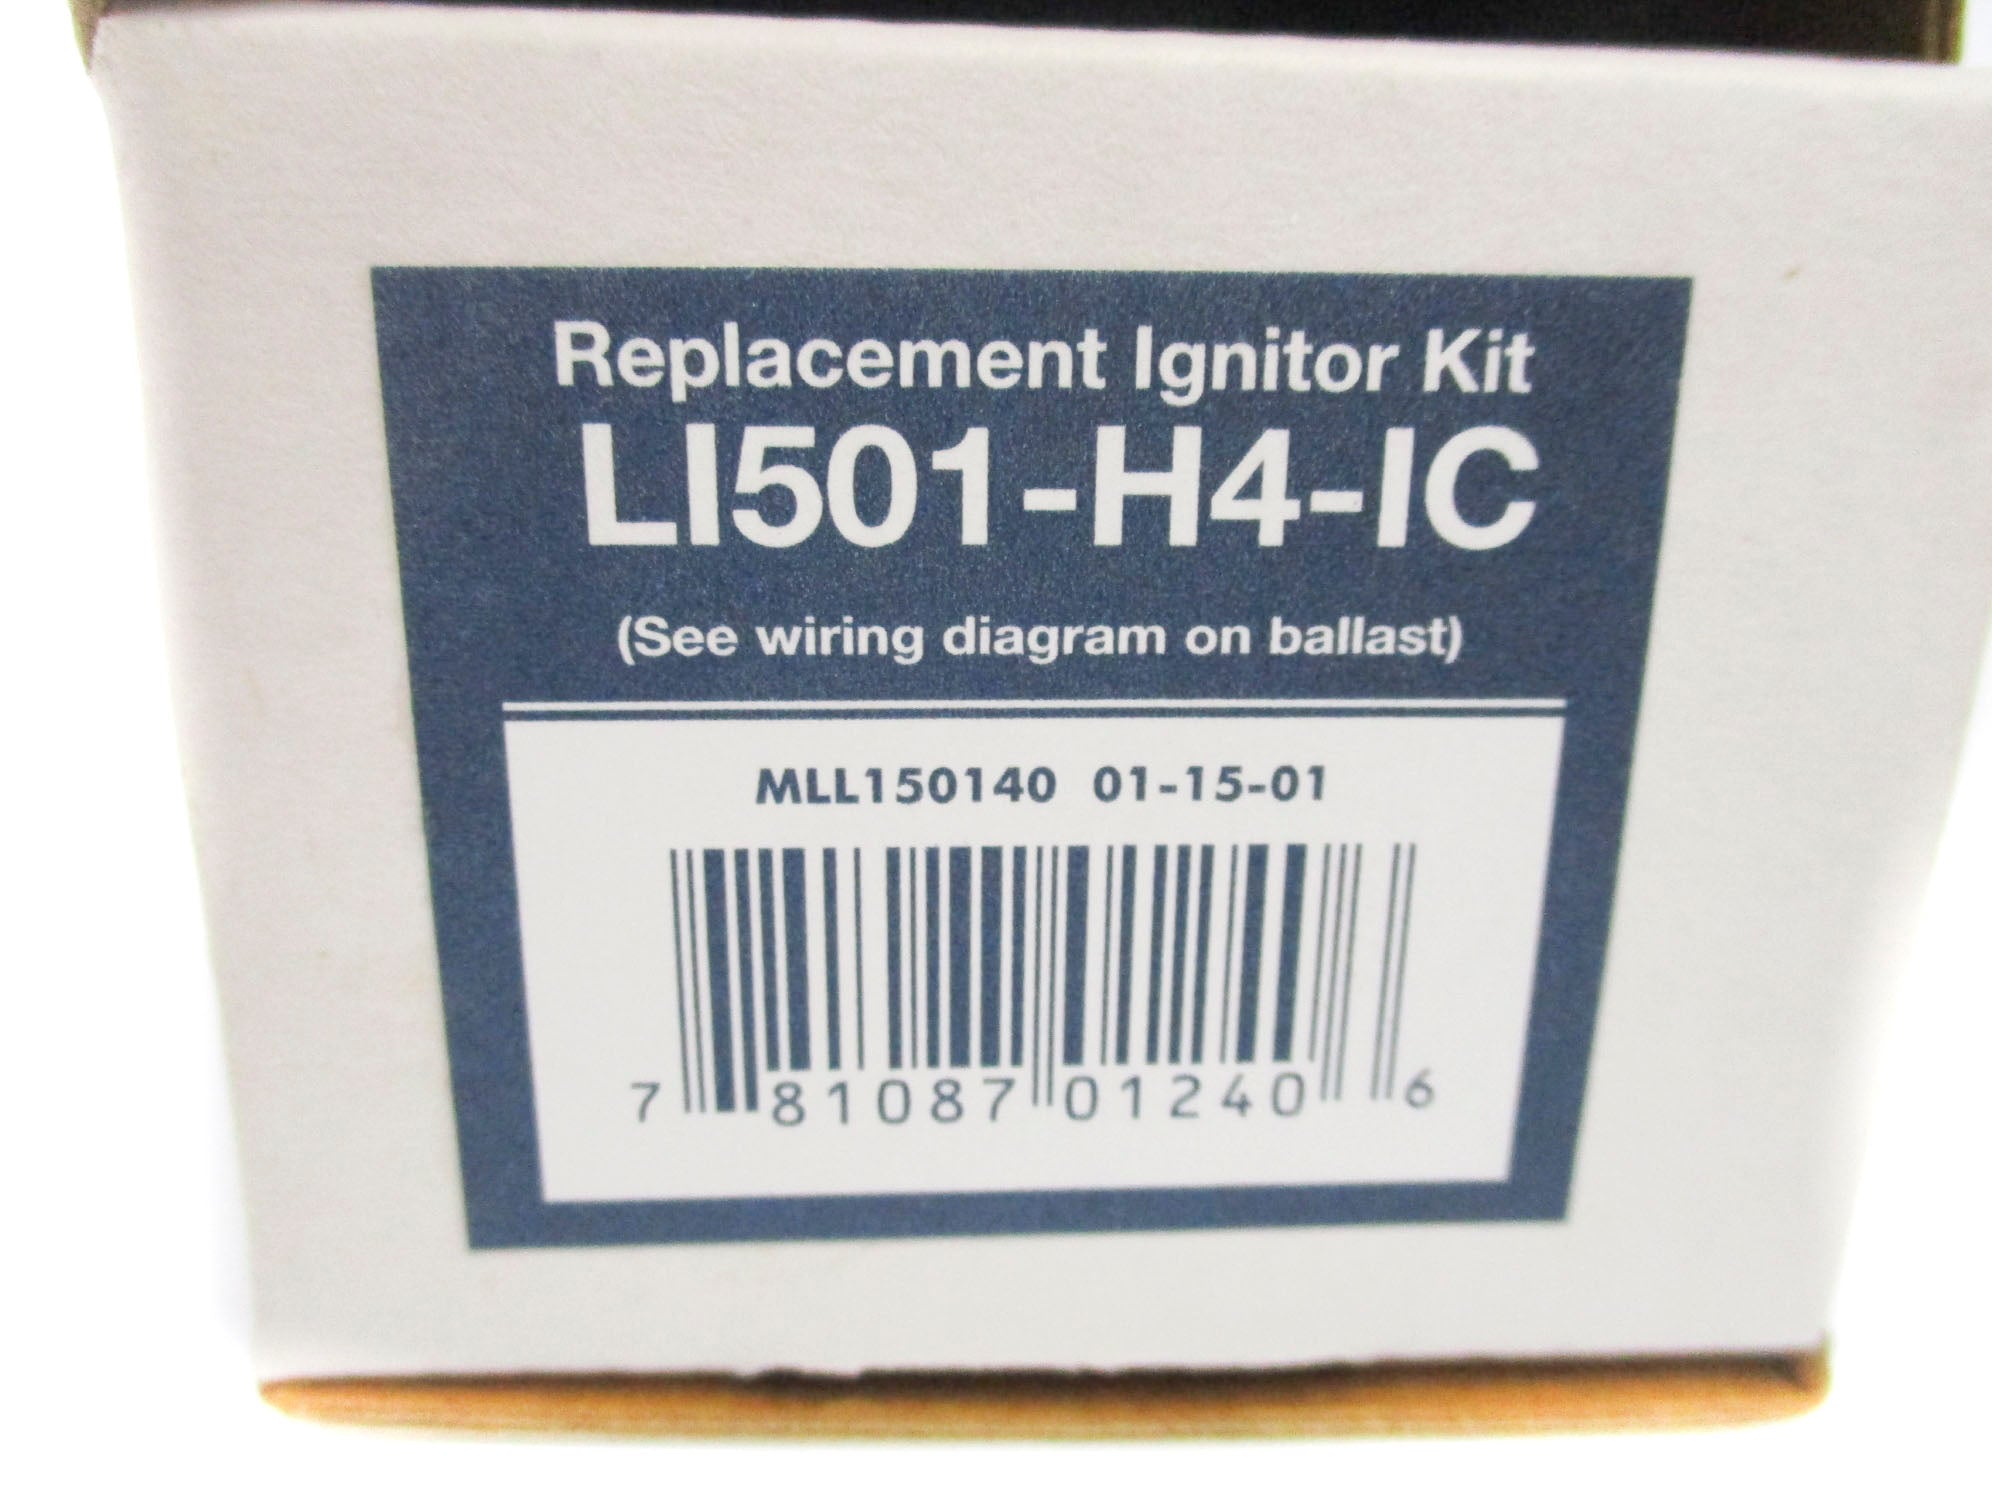 Replacement Ignitor Kit
LI501-H4-IC
(See wiring diagram on ballast)
MLL150140 01-15-01
7 81087 01240 6